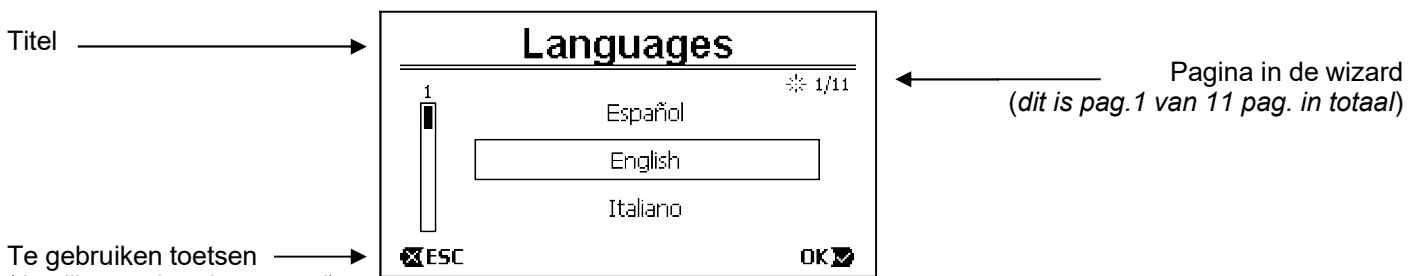 Titel
Languages
1
1/11
Pagina in de wizard
(dit is pag.1 van 11 pag. in totaal)
Español
English
Italiano
Te gebruiken toetsen
ESC
OK